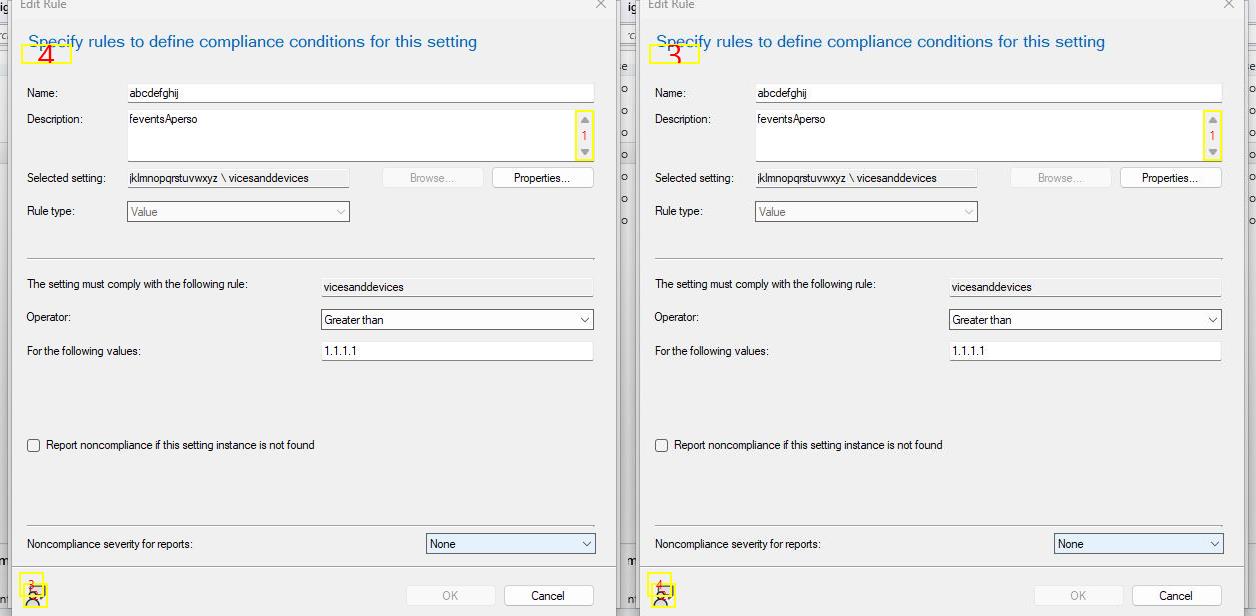 Edit Rule
Specify rules to define compliance conditions for this setting
4
Name:
abcdefghij
Description:
feventsAperso
1
Selected setting:
jklmnopqrstuvwxyz \ vicesanddevices
Browse...
Properties...
Rule type:
Value
The setting must comply with the following rule:
vicesanddevices
Operator:
Greater than
For the following values:
1.1.1.1
Report noncompliance if this setting instance is not found
Noncompliance severity for reports:
None
3
OK
Cancel
Edit Rule
Specify rules to define compliance conditions for this setting
3
Name:
abcdefghij
Description:
feventsAperso
1
Selected setting:
jklmnopqrstuvwxyz \ vicesanddevices
Browse...
Properties...
Rule type:
Value
The setting must comply with the following rule:
vicesanddevices
Operator:
Greater than
For the following values:
1.1.1.1
Report noncompliance if this setting instance is not found
Noncompliance severity for reports:
None
4
OK
Cancel